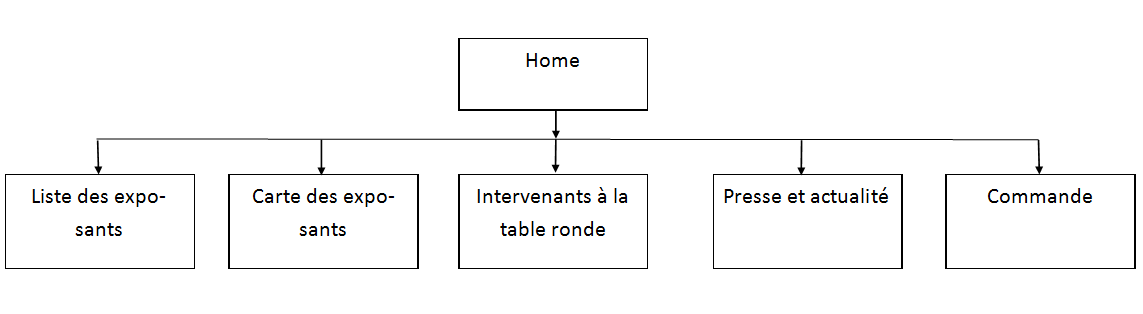 Home
Liste des expo-
sants
Carte des expo-
sants
Intervenants à la
table ronde
Presse et actualité
Commande